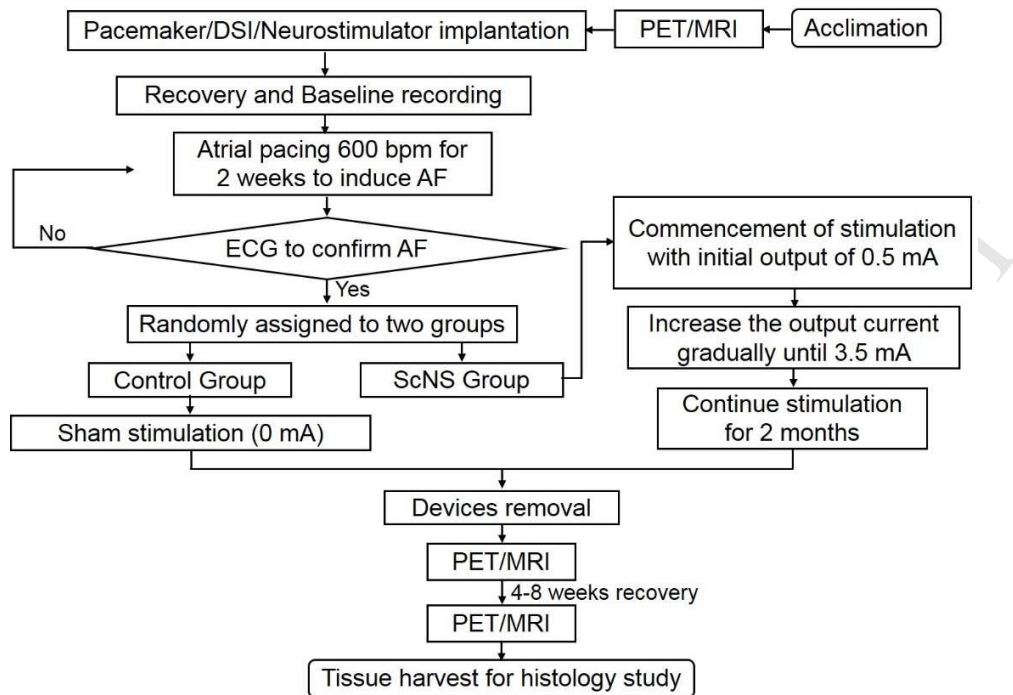 Acclimation
PET/MRI
Pacemaker/DSI/Neurostimulator implantation
Recovery and Baseline recording
Atrial pacing 600 bpm for
2 weeks to induce AF
No
ECG to confirm AF
Yes
Randomly assigned to two groups
Control Group
ScNS Group
Sham stimulation (0 mA)
Commencement of stimulation
with initial output of 0.5 mA
Increase the output current
gradually until 3.5 mA
Continue stimulation
for 2 months
Devices removal
PET/MRI
4-8 weeks recovery
PET/MRI
Tissue harvest for histology study